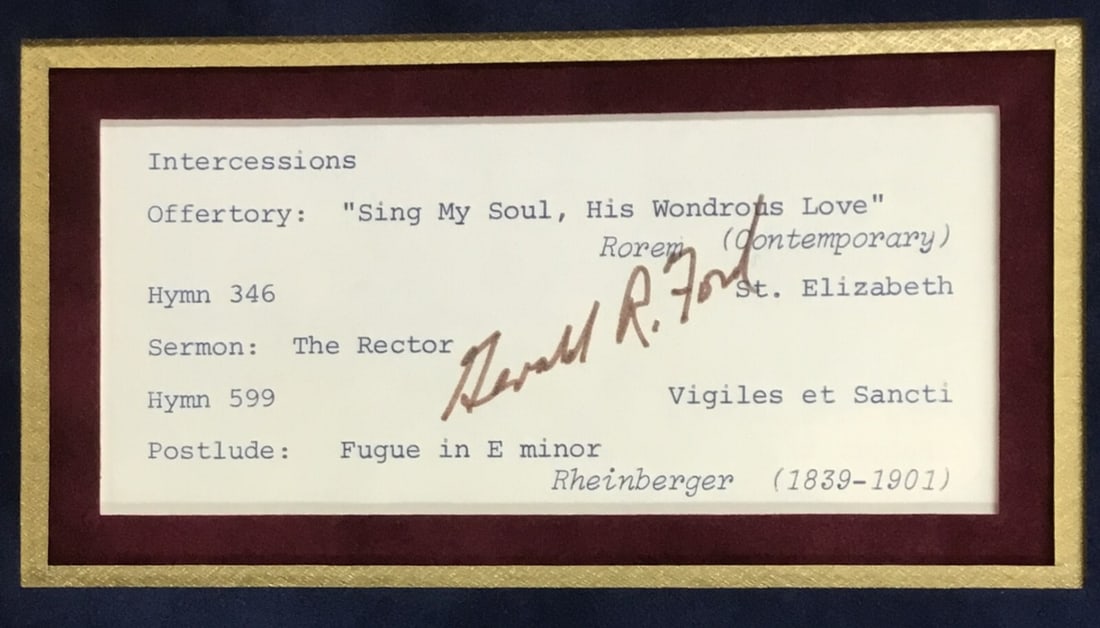 Intercessions
Offertory: "Sing My Soul, His Wondrous Love"
Rorem (Contemporary)
Hymn 346 St. Elizabeth
Sermon: The Rector
Gerald R. Ford
Hymn 599 Vigiles et Sancti
Postlude: Fugue in E minor
Rheinberger (1839-1901)